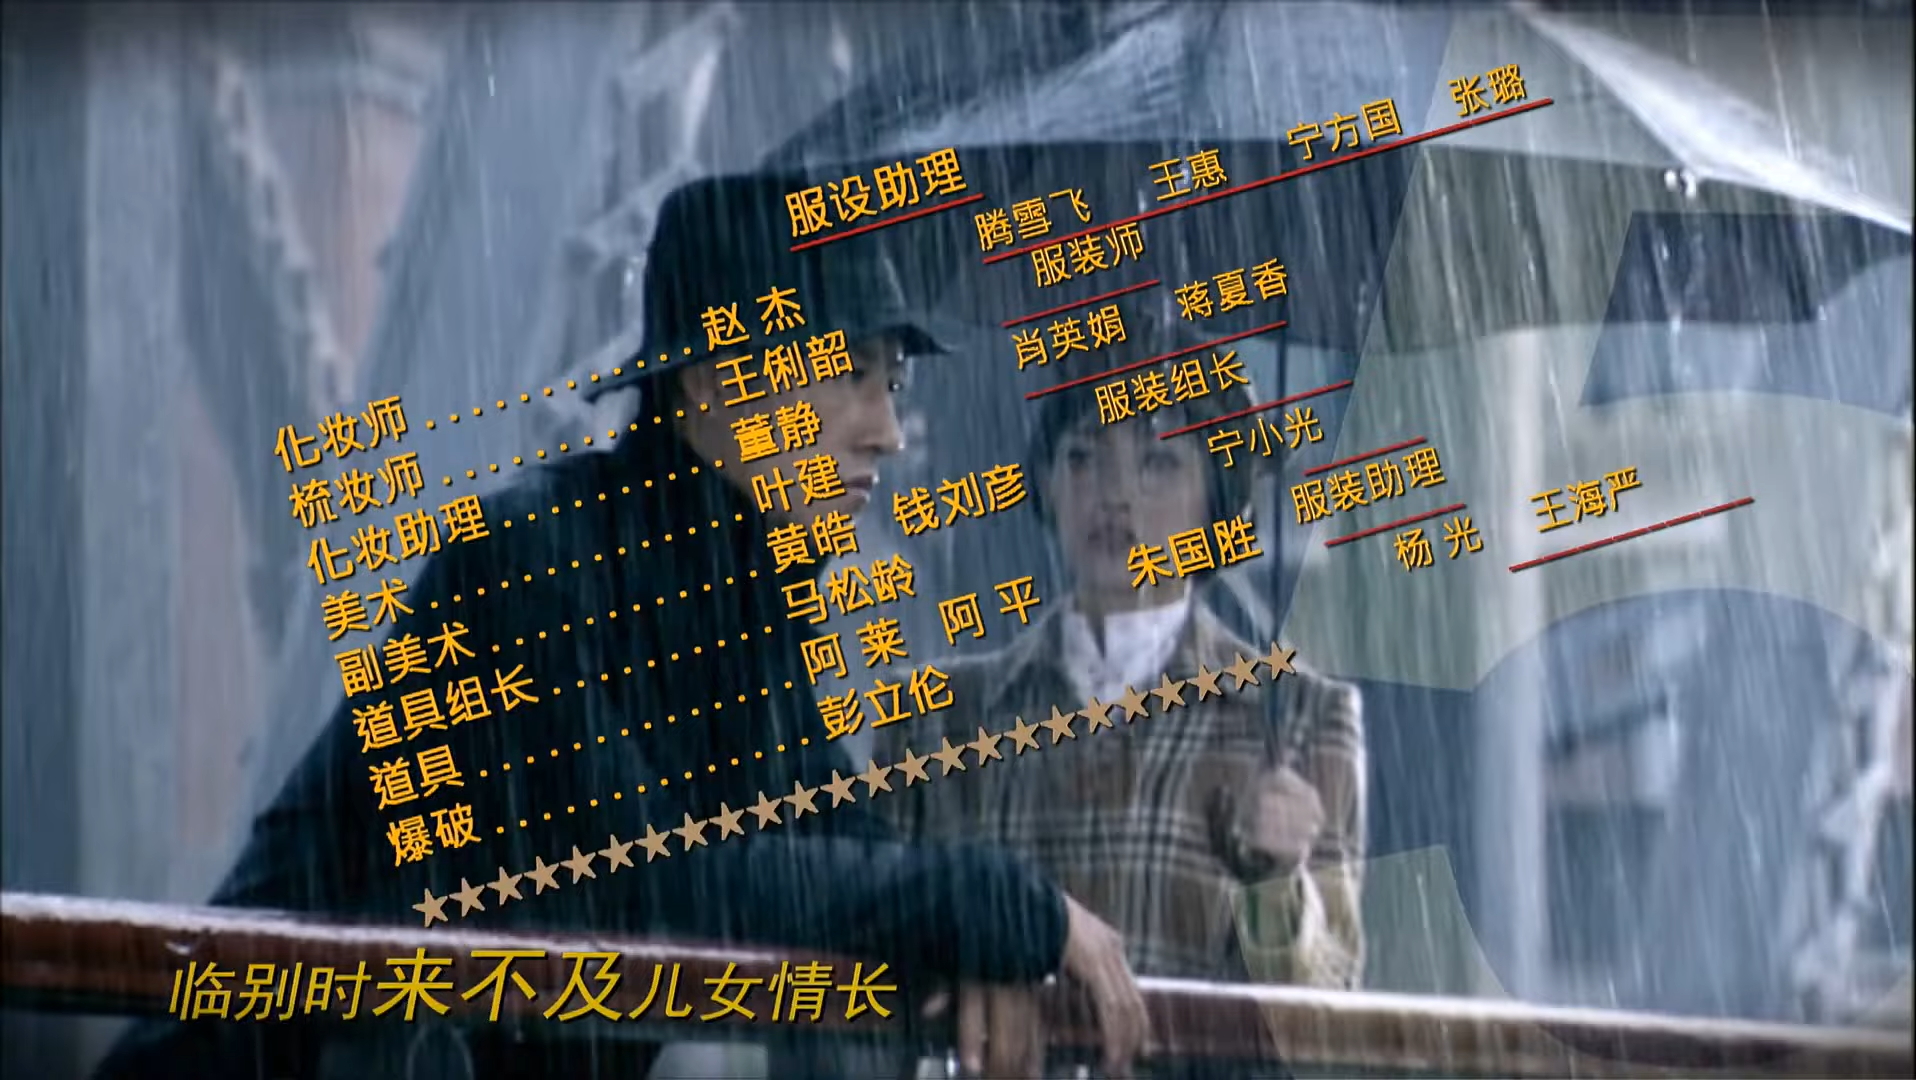 服设助理
腾雪飞 王惠 宁方国 张璐
服装师
肖英娟 蒋夏香
服装组长
宁小光
服装助理
杨光 王海严
化妆师..............赵杰
梳妆师..............王俐韶
化妆助理............董静
美术................叶建
副美术..............黄皓 钱刘彦
道具组长............马松龄
道具................阿莱 阿平 朱国胜
爆破................彭立伦
★★★★★★★★★★★★★★★★★★★★★★★★
临别时来不及儿女情长